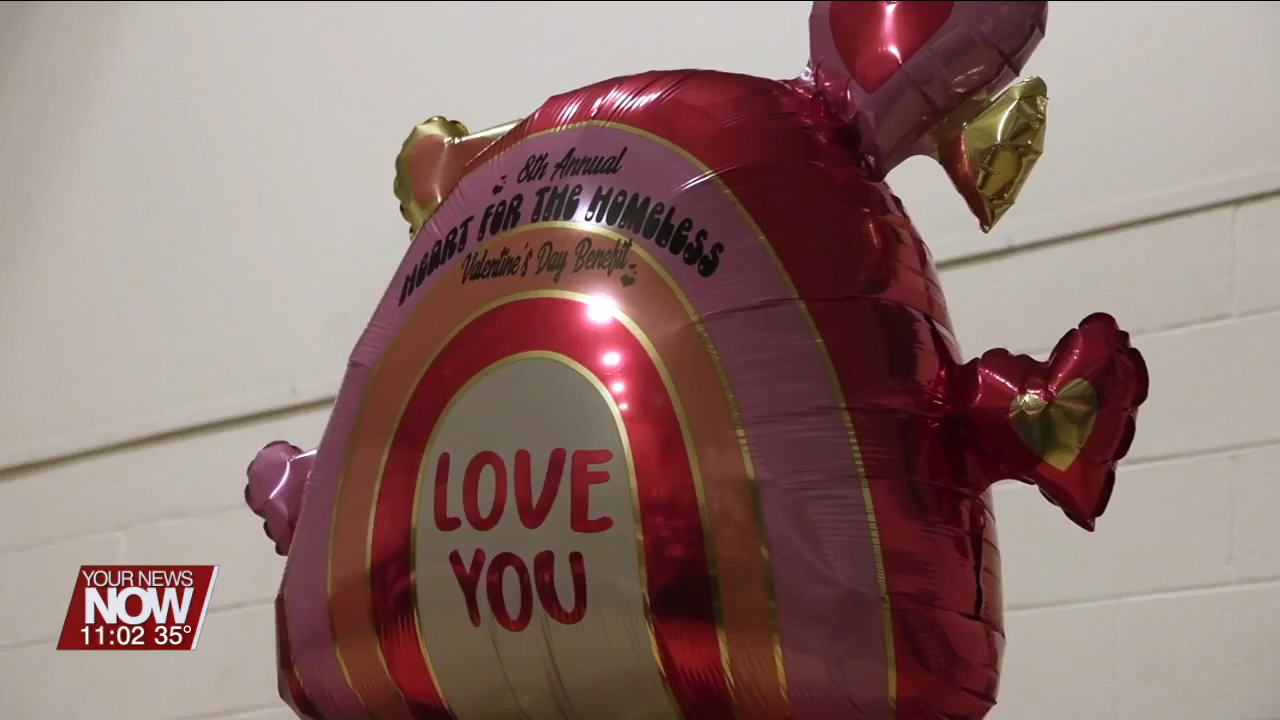 8th Annual
HEART FOR THE HOMELESS
Valentine's Day Benefit
LOVE
YOU
YOUR NEWS
NOW
11:02 35°